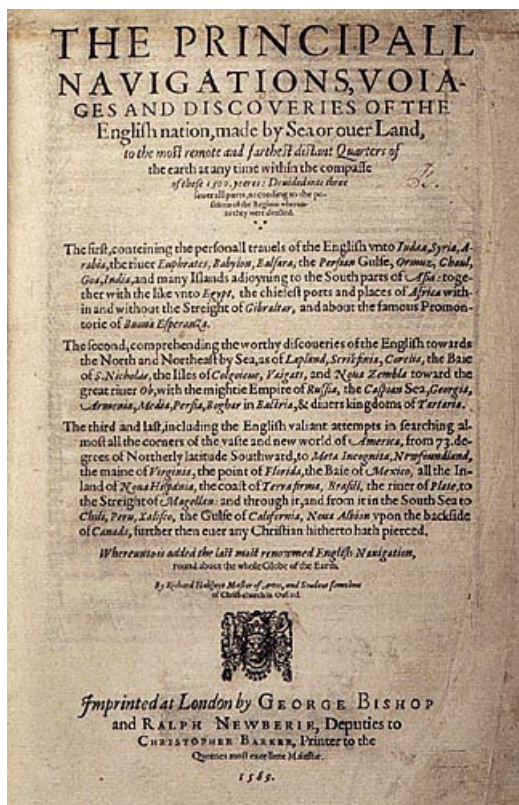 THE PRINCIPALL
NAVIGATIONS, VOIA-
GES AND DISCOVERIES OF THE
Engliſh nation, made by Sea or ouer Land,
to the moſt remote and fartheſt diſtant Quarters of
the earth at any time within the compaſſe
of theſe 1500. yeeres: Deuided into three
ſeuerall parts, according to the po-
ſitions of the Regions wherun-
to they were directed.
The firſt, conteining the perſonall trauels of the Engliſh vnto Iudæa, Syria, A-
rabia, the riuer Euphrates, Babylon, Balſara, the Perſian Gulfe, Ormuz, Chaul,
Goa, India, and many Iſlands adioyning to the South parts of Aſia: toge-
ther with the like vnto Egypt, the chiefeſt ports and places of Africa with-
in and without the Streight of Gibraltar, and about the famous Promon-
torie of Buona Eſperanza.
The ſecond, comprehending the worthy diſcoueries of the Engliſh towards
the North and Northeaſt by Sea, as of Lapland, Scrikfinia, Corelia, the Baie
of S. Nicholas, the Iſles of Colgoieue, Vaigats, and Noua Zembla toward the
great riuer Ob, with the mightie Empire of Ruſſia, the Caſpian Sea, Georgia,
Armenia, Media, Perſia, Boghar in Bactria, & diuers kingdoms of Tartaria.
The third and laſt, including the Engliſh valiant attempts in ſearching al-
moſt all the corners of the vaſte and new world of America, from 73. de-
grees of Northerly latitude Southward, to Meta Incognita, Newfoundland,
the maine of Virginia, the point of Florida, the Baie of Mexico, all the In-
land of Noua Hiſpania, the coaſt of Terra firma, Braſill, the riuer of Plate, to
the Streight of Magellan: and through it, and from it in the South Sea to
Chili, Peru, Xaliſco, the Gulfe of California, Noua Albion vpon the backſide
of Canada, further then euer any Chriſtian hitherto hath pierced.
Whereunto is added the laſt moſt renowmed Engliſh Nauigation,
round about the whole Globe of the Earth.
By Richard Hakluyt Maſter of Artes, and Student ſometime
of Chriſt-church in Oxford.
Imprinted at London by GEORGE BISHOP
and RALPH NEWBERIE, Deputies to
CHRISTOPHER BARKER, Printer to the
Queenes moſt excellent Maieſtie.
1589.